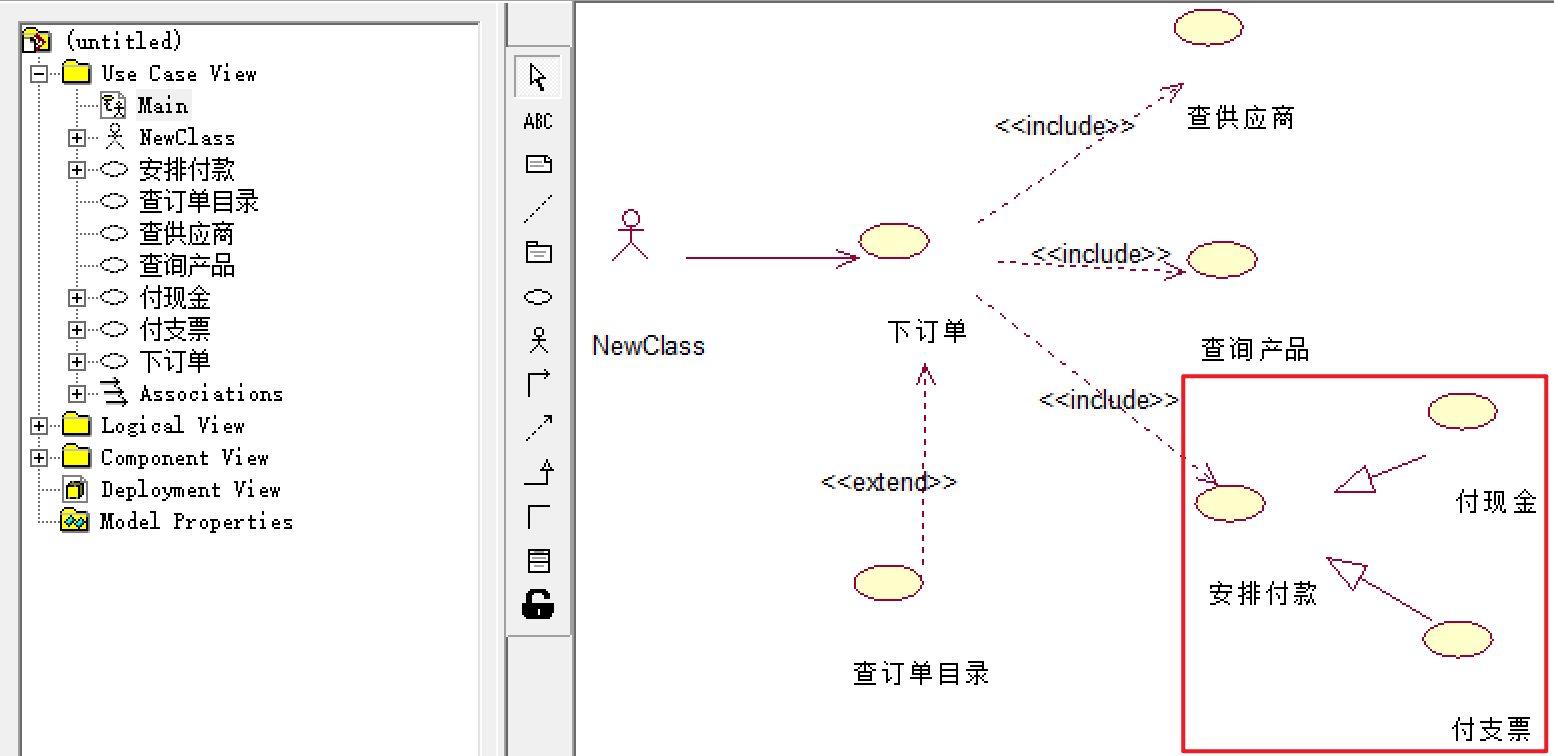 (untitled)
Use Case View
Main
NewClass
安排付款
查订单目录
查供应商
查询产品
付现金
付支票
下订单
Associations
Logical View
Component View
Deployment View
Model Properties
ABC
<<include>>
查供应商
<<include>>
下订单
NewClass
查询产品
<<include>>
<<extend>>
付现金
安排付款
查订单目录
付支票